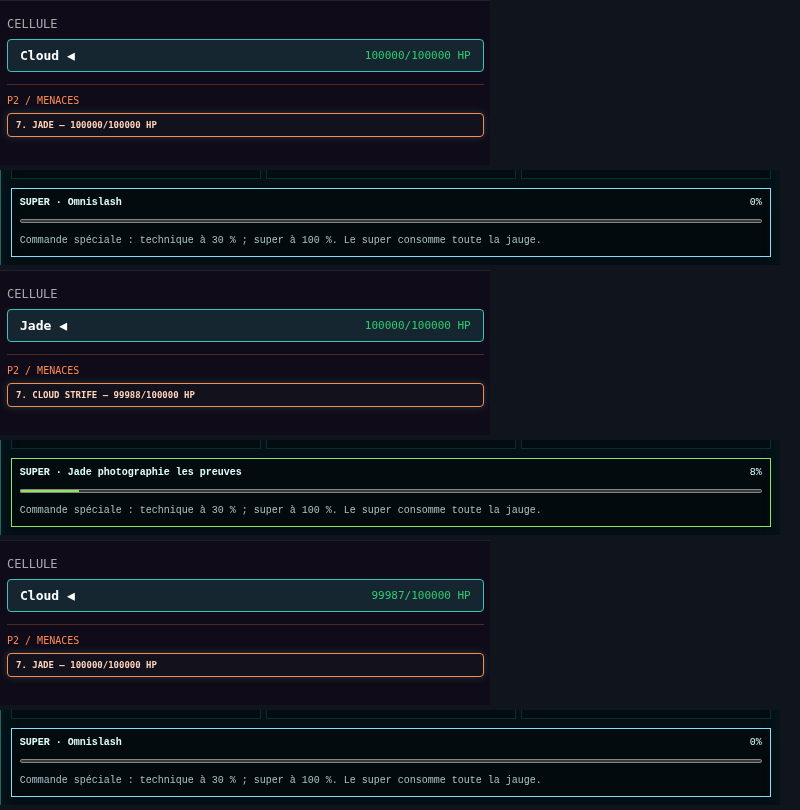 CELLULE
Cloud ◀ 100000/100000 HP
P2 / MENACES
7. JADE — 100000/100000 HP
SUPER · Omnislash 0%
Commande spéciale : technique à 30 % ; super à 100 %. Le super consomme toute la jauge.
CELLULE
Jade ◀ 100000/100000 HP
P2 / MENACES
7. CLOUD STRIFE — 99988/100000 HP
SUPER · Jade photographie les preuves 8%
Commande spéciale : technique à 30 % ; super à 100 %. Le super consomme toute la jauge.
CELLULE
Cloud ◀ 99987/100000 HP
P2 / MENACES
7. JADE — 100000/100000 HP
SUPER · Omnislash 0%
Commande spéciale : technique à 30 % ; super à 100 %. Le super consomme toute la jauge.